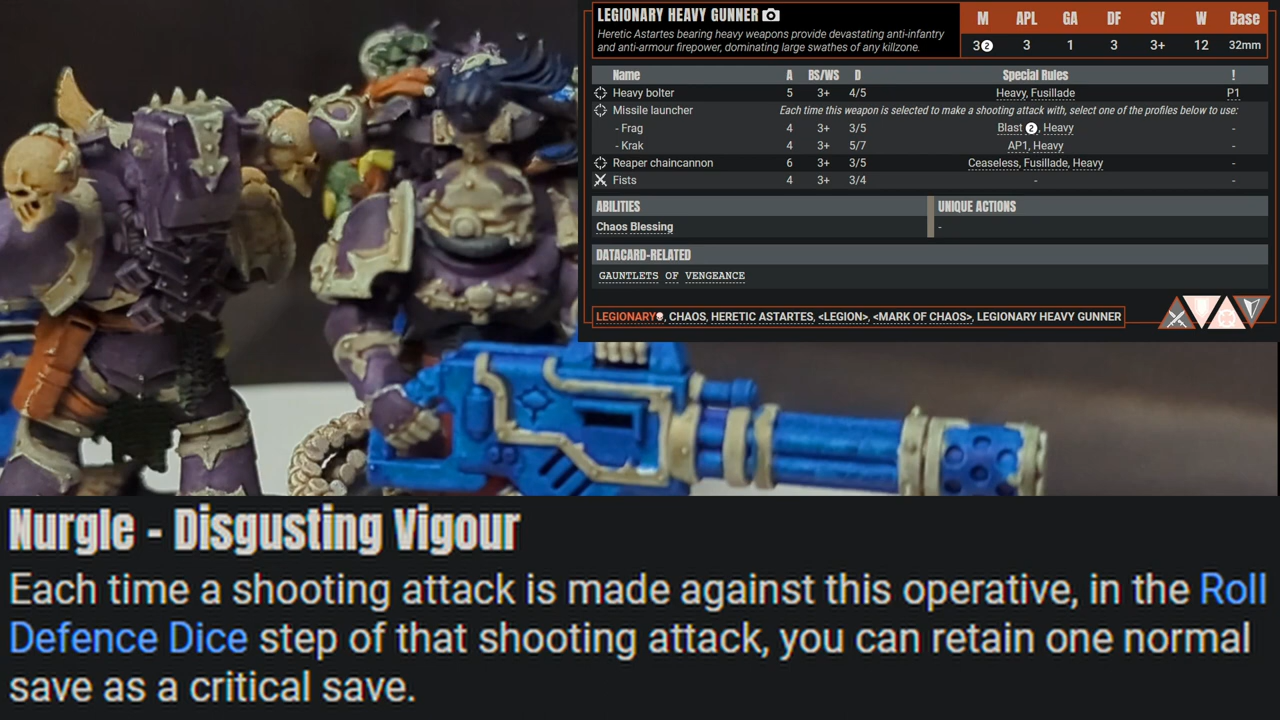 LEGIONARY HEAVY GUNNER
Heretic Astartes bearing heavy weapons provide devastating anti-infantry
and anti-armour firepower, dominating large swathes of any killzone.
M APL GA DF SV W Base
3❷ 3 1 3 3+ 12 32mm
Name A BS/WS D Special Rules !
Heavy bolter 5 3+ 4/5 Heavy, Fusillade P1
Missile launcher Each time this weapon is selected to make a shooting attack with, select one of the profiles below to use:
- Frag 4 3+ 3/5 Blast ❷, Heavy -
- Krak 4 3+ 5/7 AP1, Heavy -
Reaper chaincannon 6 3+ 3/5 Ceaseless, Fusillade, Heavy -
Fists 4 3+ 3/4 - -
ABILITIES UNIQUE ACTIONS
Chaos Blessing -
DATACARD-RELATED
GAUNTLETS OF VENGEANCE
LEGIONARY, CHAOS, HERETIC ASTARTES, <LEGION>, <MARK OF CHAOS>, LEGIONARY HEAVY GUNNER
Nurgle - Disgusting Vigour
Each time a shooting attack is made against this operative, in the Roll
Defence Dice step of that shooting attack, you can retain one normal
save as a critical save.